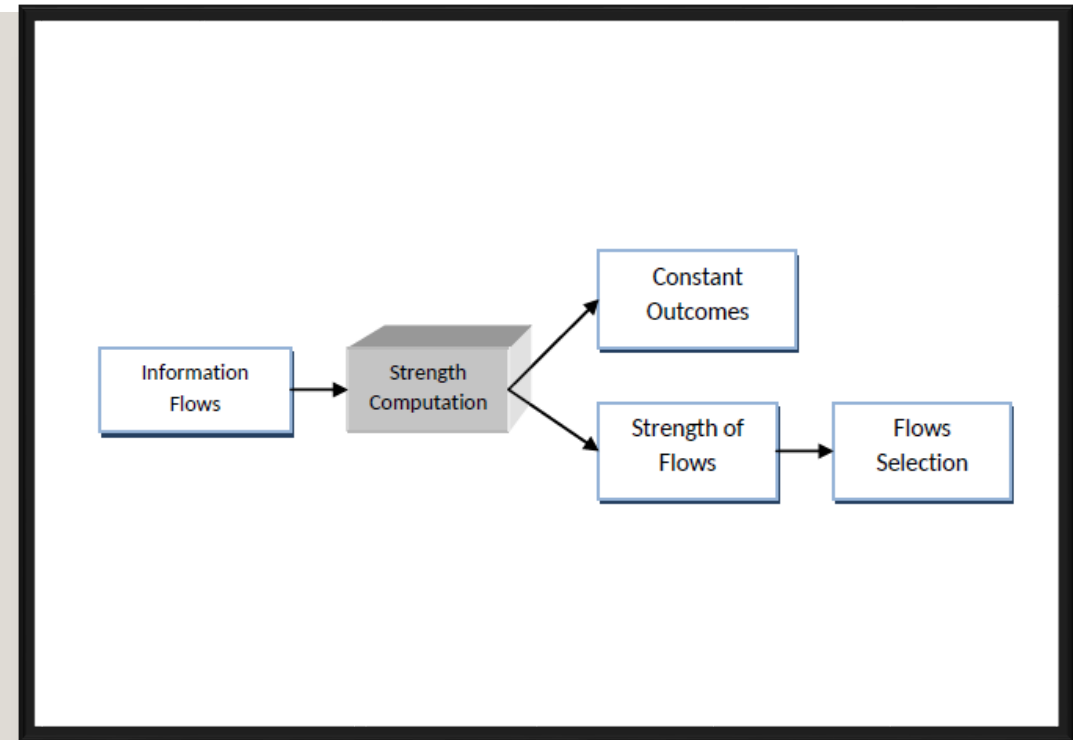 Information
Flows
Strength
Computation
Constant
Outcomes
Strength of
Flows
Flows
Selection